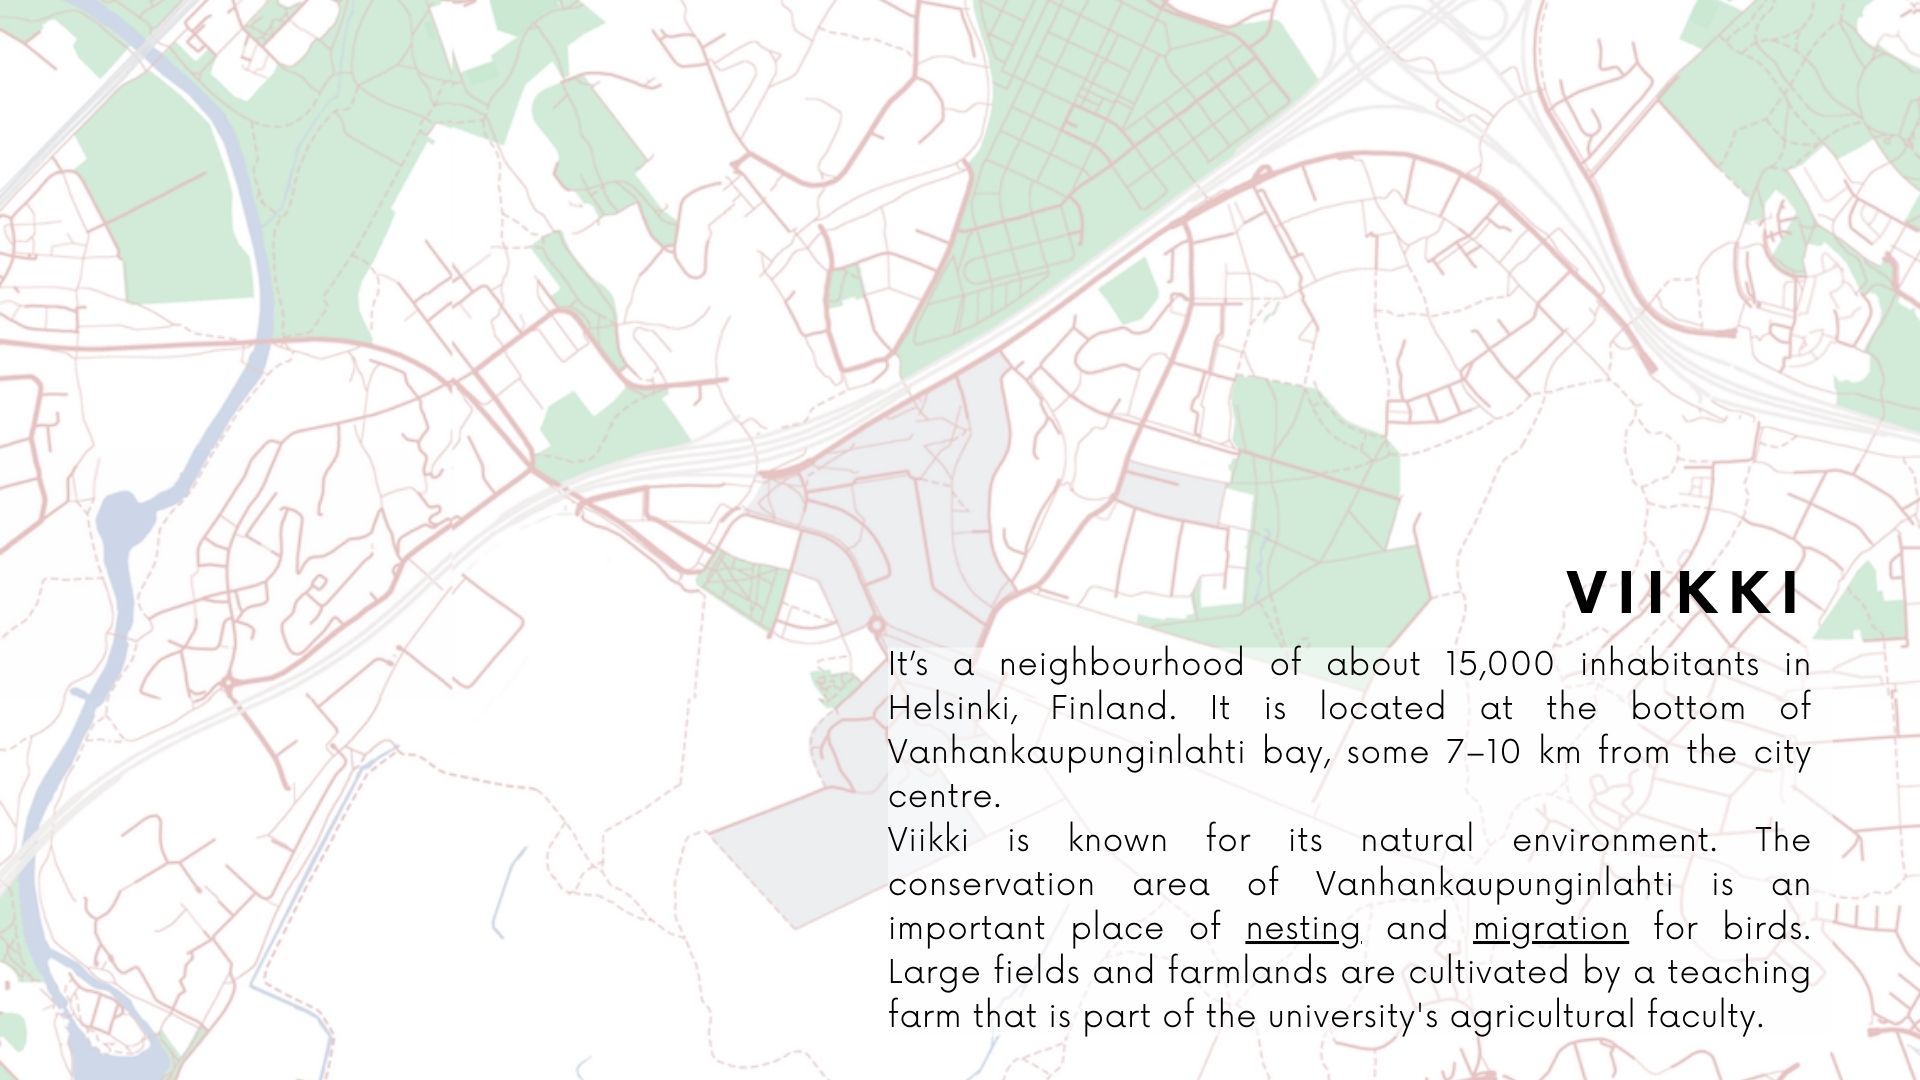 VIIKKI
It’s a neighbourhood of about 15,000 inhabitants in
Helsinki, Finland. It is located at the bottom of
Vanhankaupunginlahti bay, some 7–10 km from the city
centre.
Viikki is known for its natural environment. The
conservation area of Vanhankaupunginlahti is an
important place of nesting and migration for birds.
Large fields and farmlands are cultivated by a teaching
farm that is part of the university's agricultural faculty.